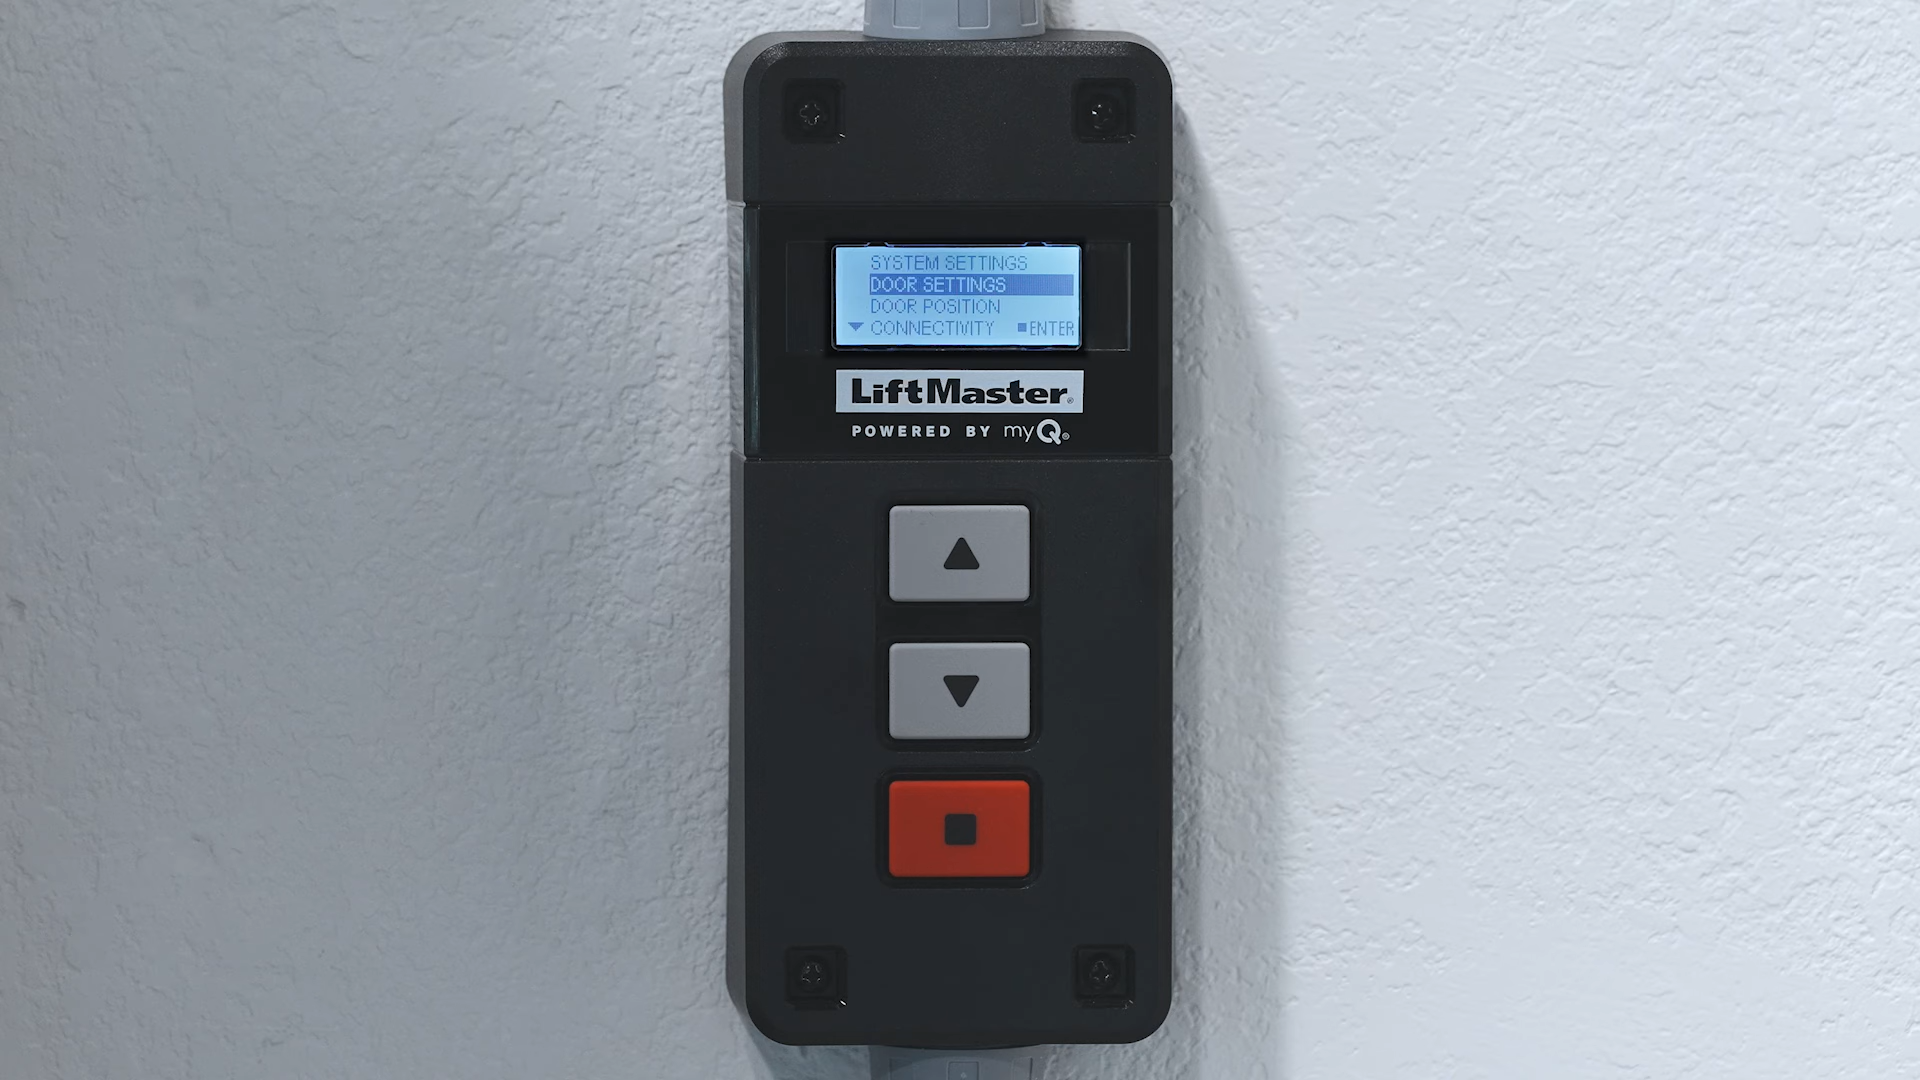 SYSTEM SETTINGS
DOOR SETTINGS
DOOR POSITION
▼ CONNECTIVITY ■ENTER
LiftMaster®
POWERED BY myQ®